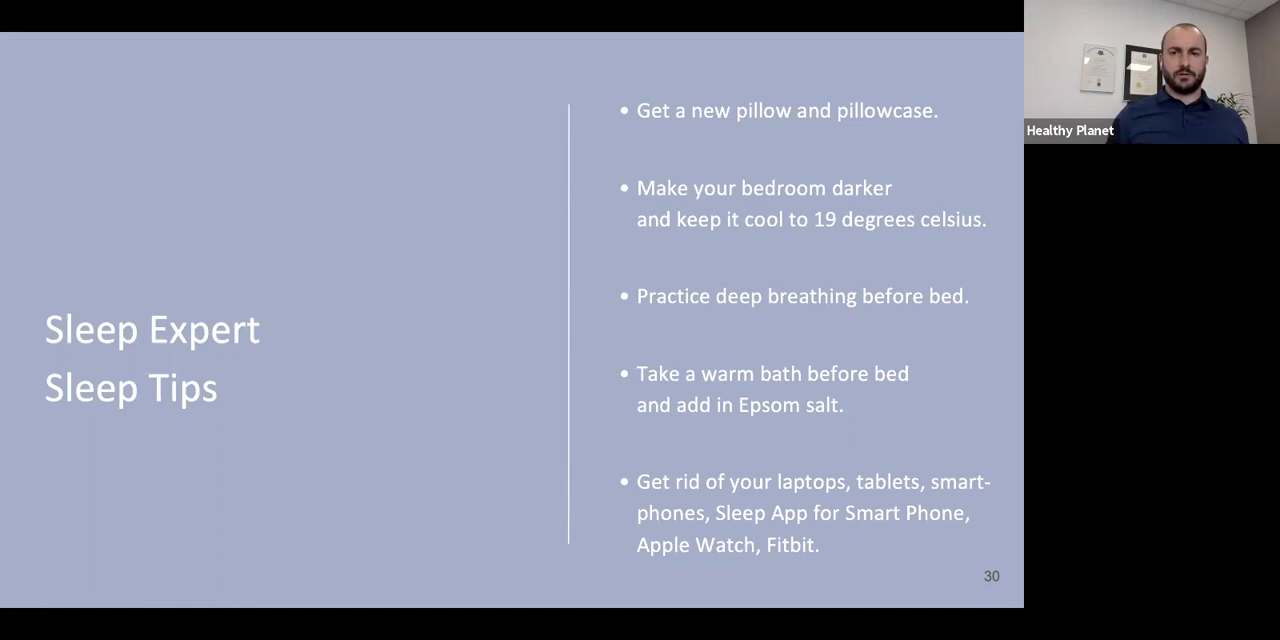 Sleep Expert
Sleep Tips
• Get a new pillow and pillowcase.
• Make your bedroom darker
and keep it cool to 19 degrees celsius.
• Practice deep breathing before bed.
• Take a warm bath before bed
and add in Epsom salt.
• Get rid of your laptops, tablets, smart-
phones, Sleep App for Smart Phone,
Apple Watch, Fitbit.
30
Healthy Planet